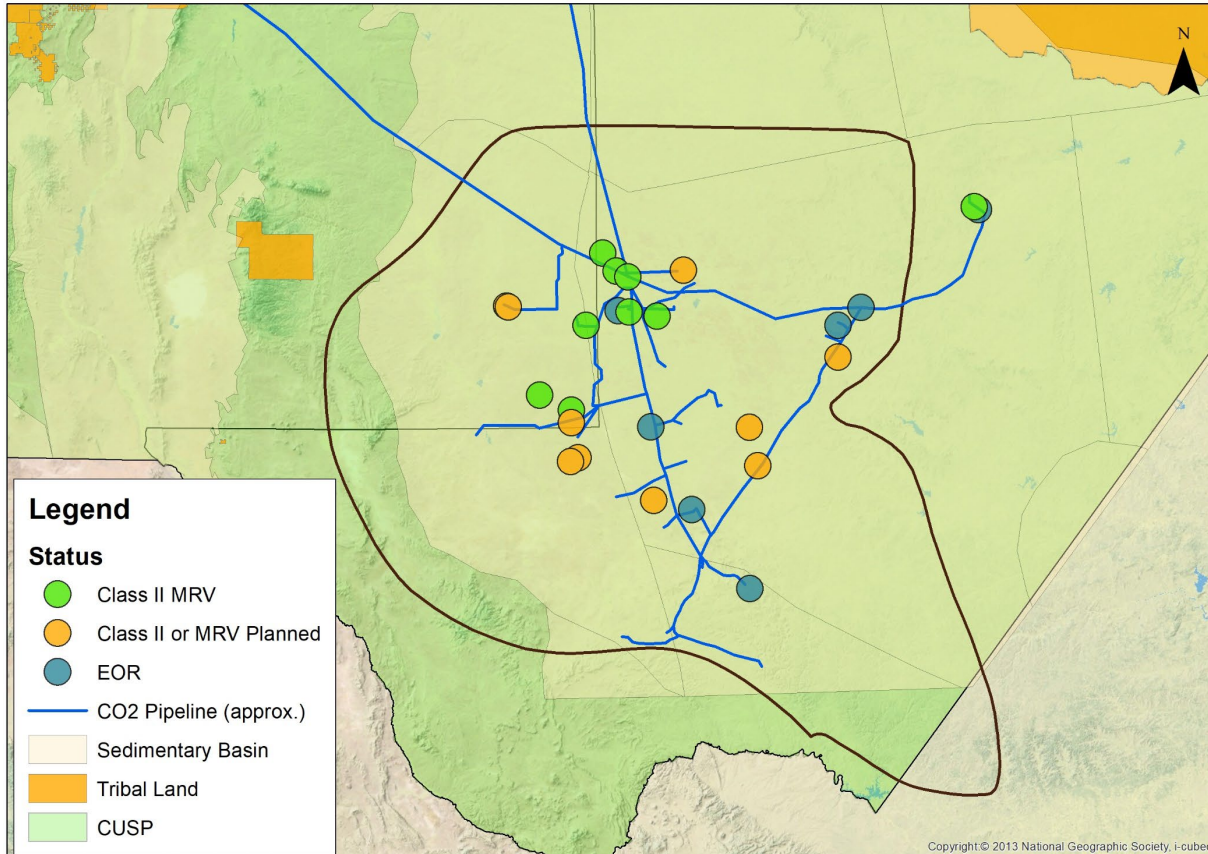 N
Legend
Status
Class II MRV
Class II or MRV Planned
EOR
CO2 Pipeline (approx.)
Sedimentary Basin
Tribal Land
CUSP
Copyright:© 2013 National Geographic Society, i-cubed